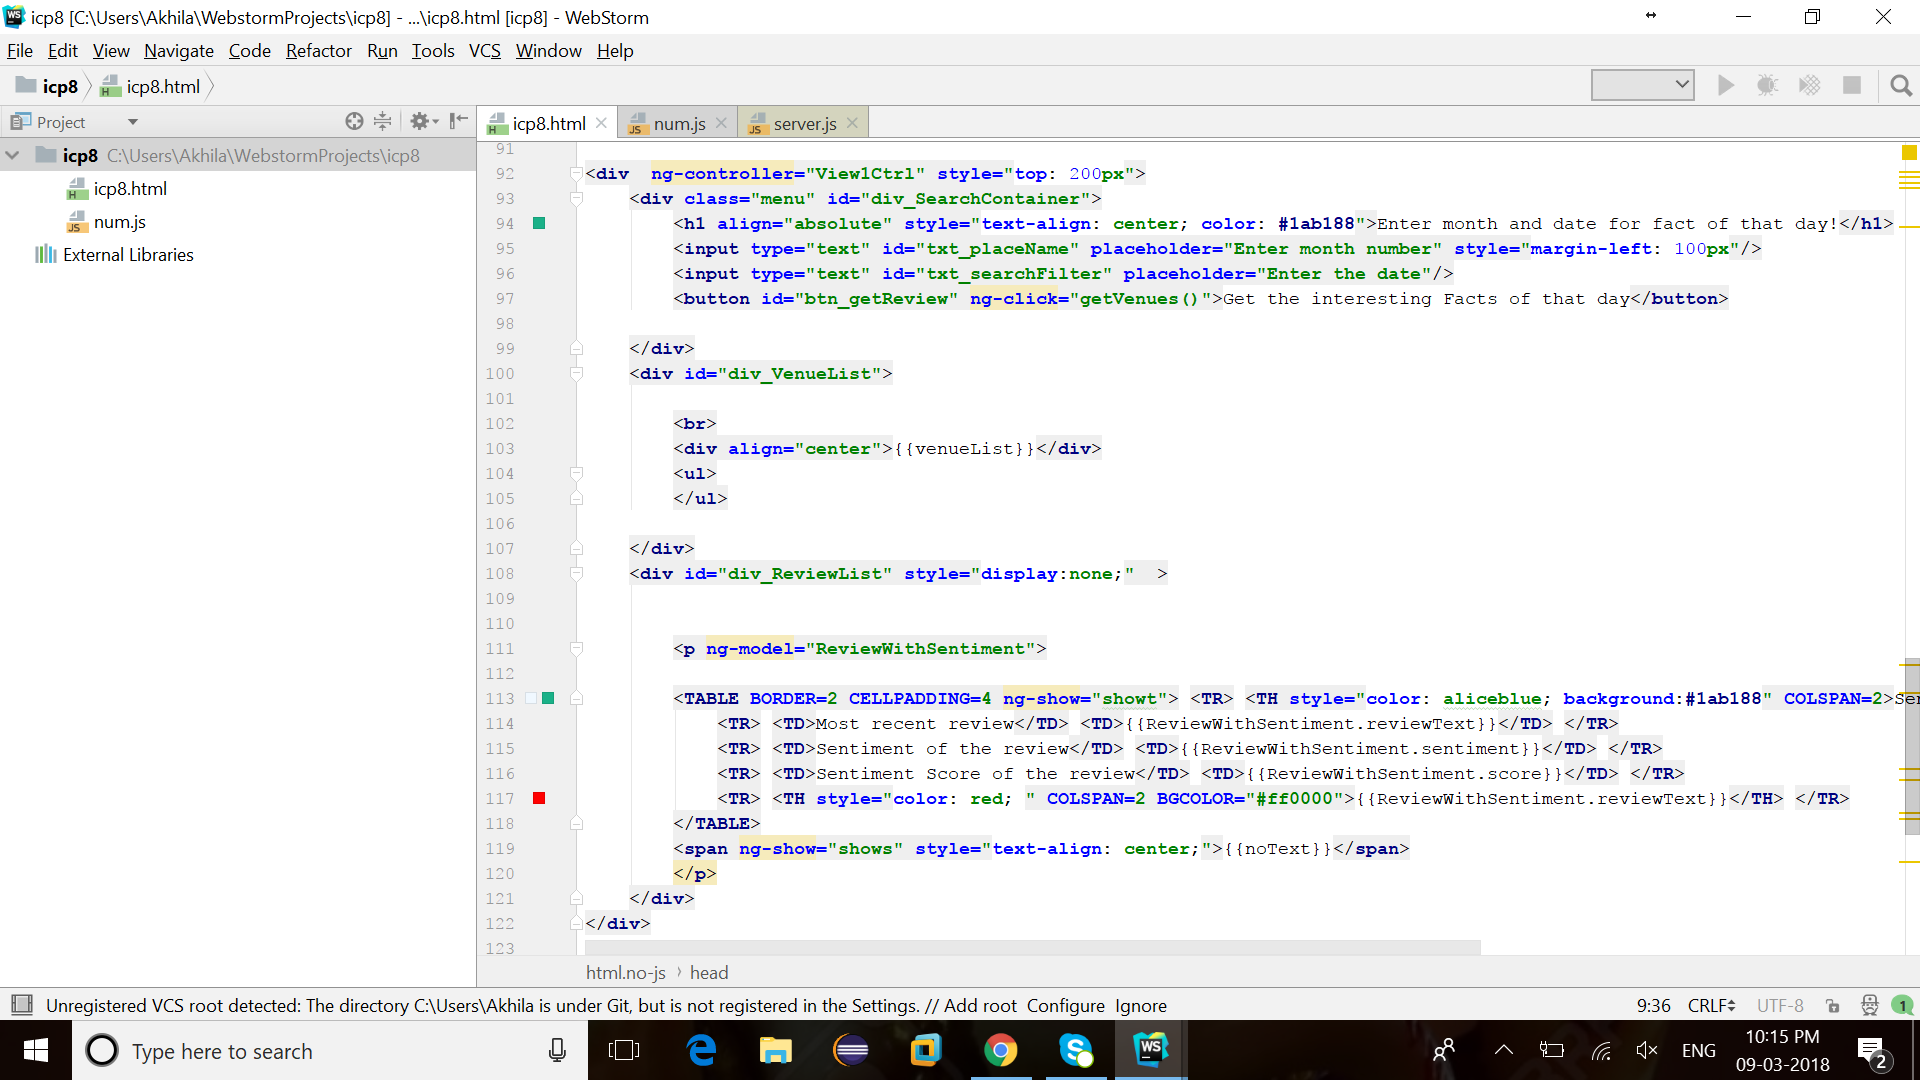 icp8 [C:\Users\Akhila\WebstormProjects\icp8] - ...\icp8.html [icp8] - WebStorm
File Edit View Navigate Code Refactor Run Tools VCS Window Help
icp8 icp8.html
Project
icp8.html num.js server.js
icp8 C:\Users\Akhila\WebstormProjects\icp8
icp8.html
num.js
External Libraries
91
92 <div  ng-controller="View1Ctrl" style="top: 200px">
93 <div class="menu" id="div_SearchContainer">
94 <h1 align="absolute" style="text-align: center; color: #1ab188">Enter month and date for fact of that day!</h1>
95 <input type="text" id="txt_placeName" placeholder="Enter month number" style="margin-left: 100px"/>
96 <input type="text" id="txt_searchFilter" placeholder="Enter the date"/>
97 <button id="btn_getReview" ng-click="getVenues()">Get the interesting Facts of that day</button>
98
99 </div>
100 <div id="div_VenueList">
101
102 <br>
103 <div align="center">{{venueList}}</div>
104 <ul>
105 </ul>
106
107 </div>
108 <div id="div_ReviewList" style="display:none;"  >
109
110
111 <p ng-model="ReviewWithSentiment">
112
113 <TABLE BORDER=2 CELLPADDING=4 ng-show="showt"> <TR> <TH style="color: aliceblue; background:#1ab188" COLSPAN=2>Sen
114 <TR> <TD>Most recent review</TD> <TD>{{ReviewWithSentiment.reviewText}}</TD> </TR>
115 <TR> <TD>Sentiment of the review</TD> <TD>{{ReviewWithSentiment.sentiment}}</TD> </TR>
116 <TR> <TD>Sentiment Score of the review</TD> <TD>{{ReviewWithSentiment.score}}</TD> </TR>
117 <TR> <TH style="color: red; " COLSPAN=2 BGCOLOR="#ff0000">{{ReviewWithSentiment.reviewText}}</TH> </TR>
118 </TABLE>
119 <span ng-show="shows" style="text-align: center;">{{noText}}</span>
120 </p>
121 </div>
122 </div>
123
html.no-js › head
Unregistered VCS root detected: The directory C:\Users\Akhila is under Git, but is not registered in the Settings. // Add root Configure Ignore
9:36 CRLF UTF-8 1
Type here to search
WS
ENG
10:15 PM
09-03-2018
2